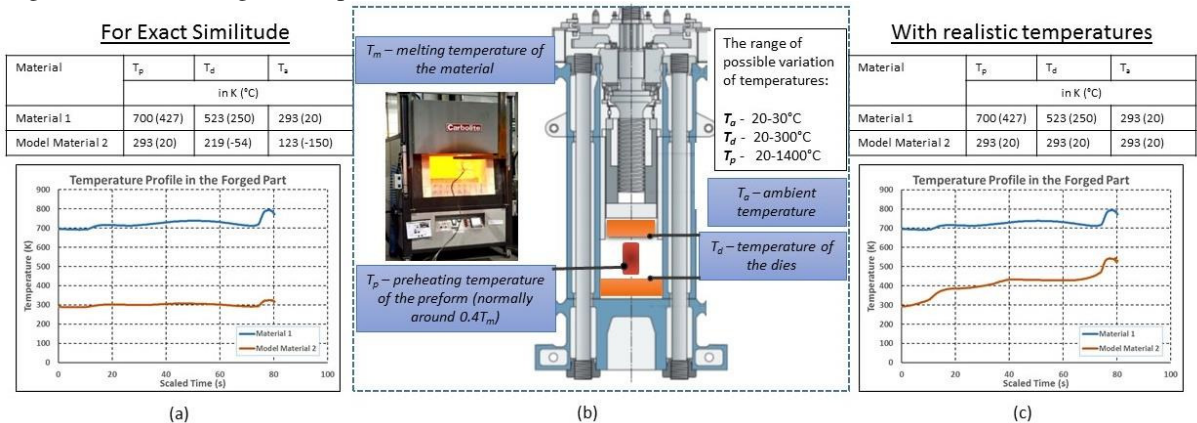 For Exact Similitude
Material	Tp	Td	Ta
in K (°C)
Material 1	700 (427)	523 (250)	293 (20)
Model Material 2	293 (20)	219 (-54)	123 (-150)
Temperature Profile in the Forged Part
900
800
700
600
500
400
300
200
100
0
Temperature (K)
0 20 40 60 80 100
Scaled Time (s)
Material 1
Model Material 2
(a)
Tm – melting temperature of
the material
Carbolite
Tp – preheating temperature
of the preform (normally
around 0.4Tm)
The range of
possible variation
of temperatures:
Ta - 20-30°C
Td - 20-300°C
Tp - 20-1400°C
Ta – ambient
temperature
Td – temperature of
the dies
(b)
With realistic temperatures
Material	Tp	Td	Ta
in K (°C)
Material 1	700 (427)	523 (250)	293 (20)
Model Material 2	293 (20)	293 (20)	293 (20)
Temperature Profile in the Forged Part
900
800
700
600
500
400
300
200
100
0
Temperature (K)
0 20 40 60 80 100
Scaled Time (s)
Material 1
Model Material 2
(c)